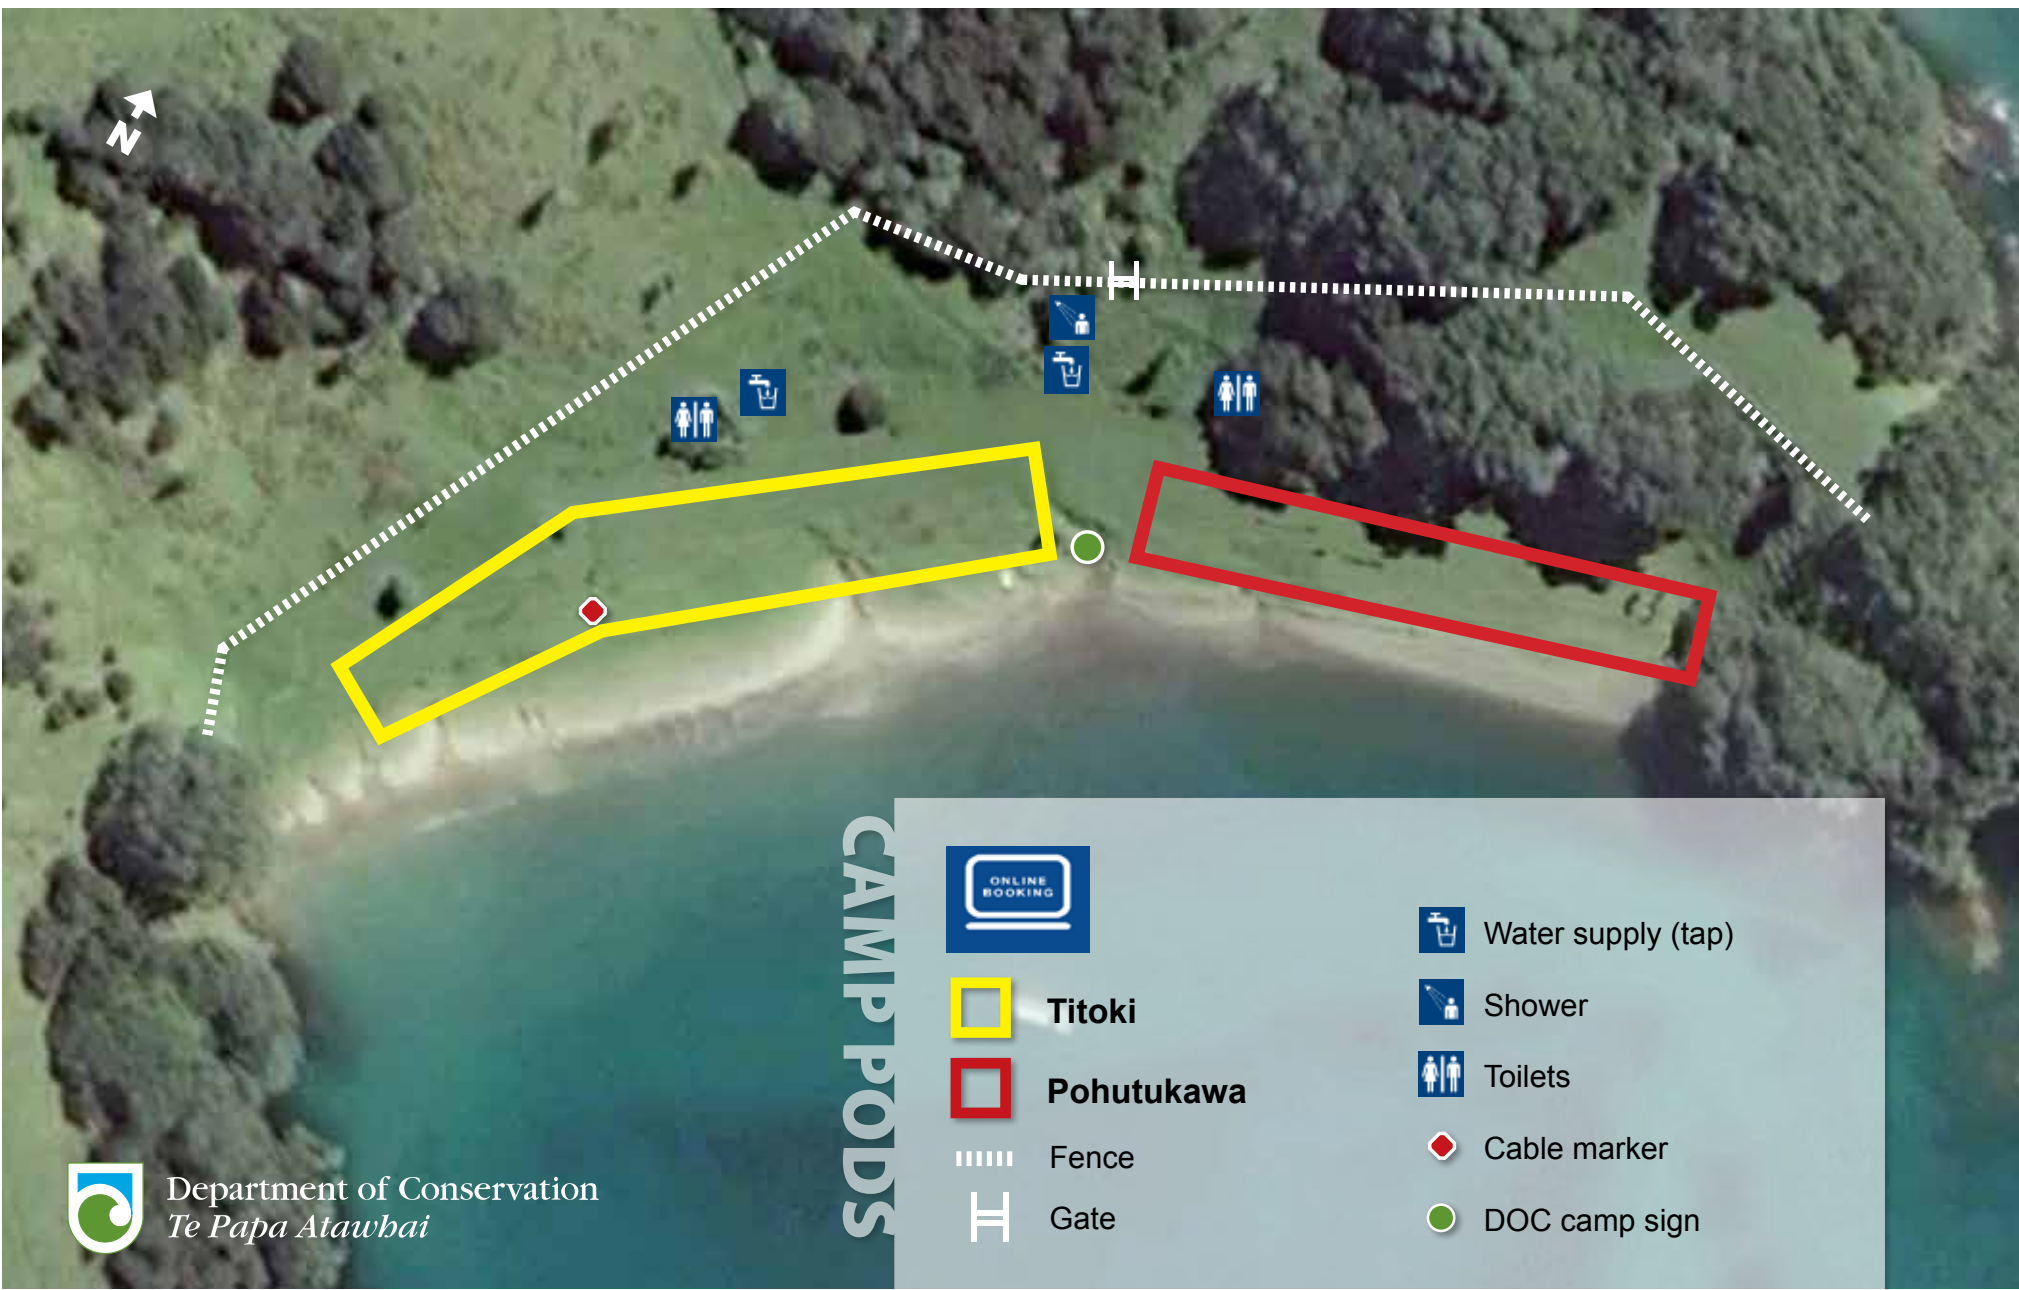 N
CAMP PODS
ONLINE
BOOKING
Titoki
Pohutukawa
Fence
Gate
Water supply (tap)
Shower
Toilets
Cable marker
DOC camp sign
Department of Conservation
Te Papa Atawhai